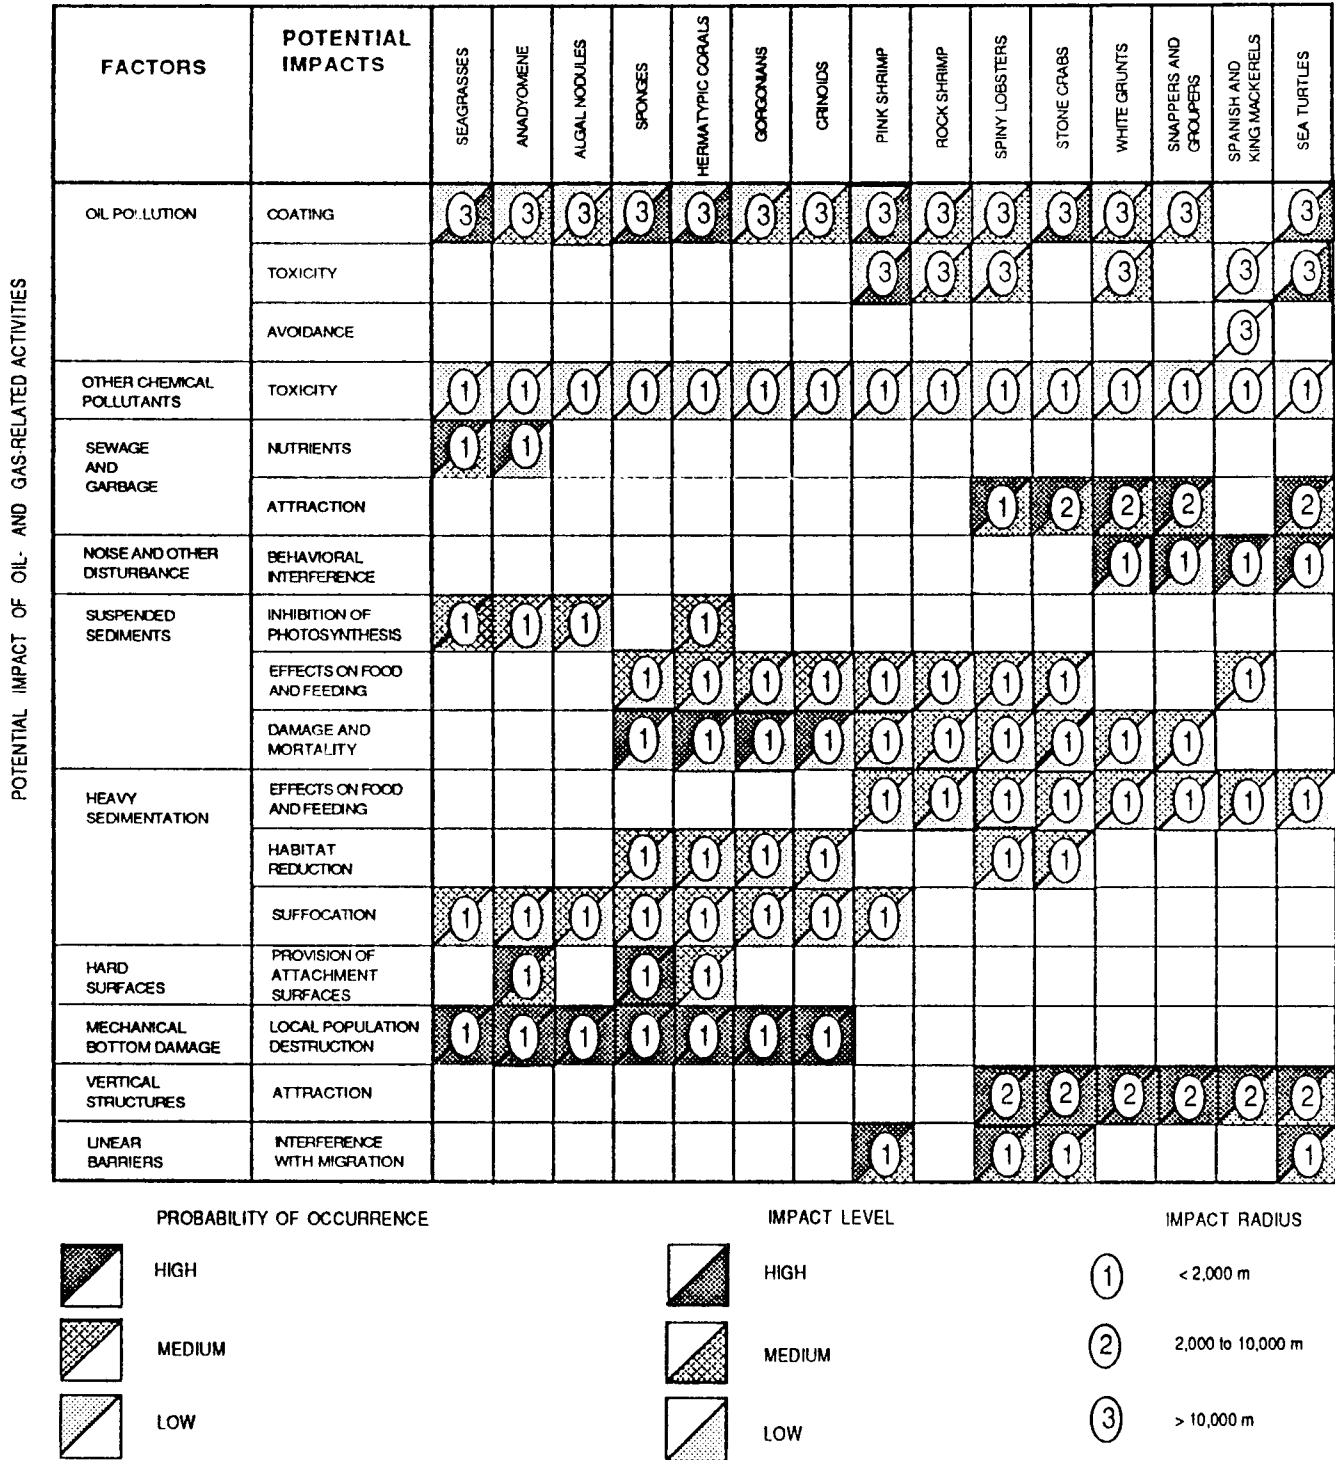 POTENTIAL IMPACT OF OIL- AND GAS-RELATED ACTIVITIES
FACTORS
POTENTIAL
IMPACTS
SEAGRASSES
ANADYOMENE
ALGAL NODULES
SPONGES
HERMATYPIC CORALS
GORGONIANS
CRINOIDS
PINK SHRIMP
ROCK SHRIMP
SPINY LOBSTERS
STONE CRABS
WHITE GRUNTS
SNAPPERS AND
GROUPERS
SPANISH AND
KING MACKERELS
SEA TURTLES
OIL POLLUTION
COATING
3 3 3 3 3 3 3 3 3 3 3 3 3 3
TOXICITY
3 3 3 3 3 3
AVOIDANCE
3
OTHER CHEMICAL
POLLUTANTS
TOXICITY
1 1 1 1 1 1 1 1 1 1 1 1 1 1 1
SEWAGE
AND
GARBAGE
NUTRIENTS
1 1
ATTRACTION
1 2 2 2 2
NOISE AND OTHER
DISTURBANCE
BEHAVIORAL
INTERFERENCE
1 1 1 1
SUSPENDED
SEDIMENTS
INHIBITION OF
PHOTOSYNTHESIS
1 1 1 1
EFFECTS ON FOOD
AND FEEDING
1 1 1 1 1 1 1 1 1
DAMAGE AND
MORTALITY
1 1 1 1 1 1 1 1 1 1
HEAVY
SEDIMENTATION
EFFECTS ON FOOD
AND FEEDING
1 1 1 1 1 1 1 1
HABITAT
REDUCTION
1 1 1 1 1 1
SUFFOCATION
1 1 1 1 1 1 1 1
HARD
SURFACES
PROVISION OF
ATTACHMENT
SURFACES
1 1 1
MECHANICAL
BOTTOM DAMAGE
LOCAL POPULATION
DESTRUCTION
1 1 1 1 1 1 1
VERTICAL
STRUCTURES
ATTRACTION
2 2 2 2 2 2
LINEAR
BARRIERS
INTERFERENCE
WITH MIGRATION
1 1 1 1
PROBABILITY OF OCCURRENCE
HIGH
MEDIUM
LOW
IMPACT LEVEL
HIGH
MEDIUM
LOW
IMPACT RADIUS
1 < 2,000 m
2 2,000 to 10,000 m
3 > 10,000 m